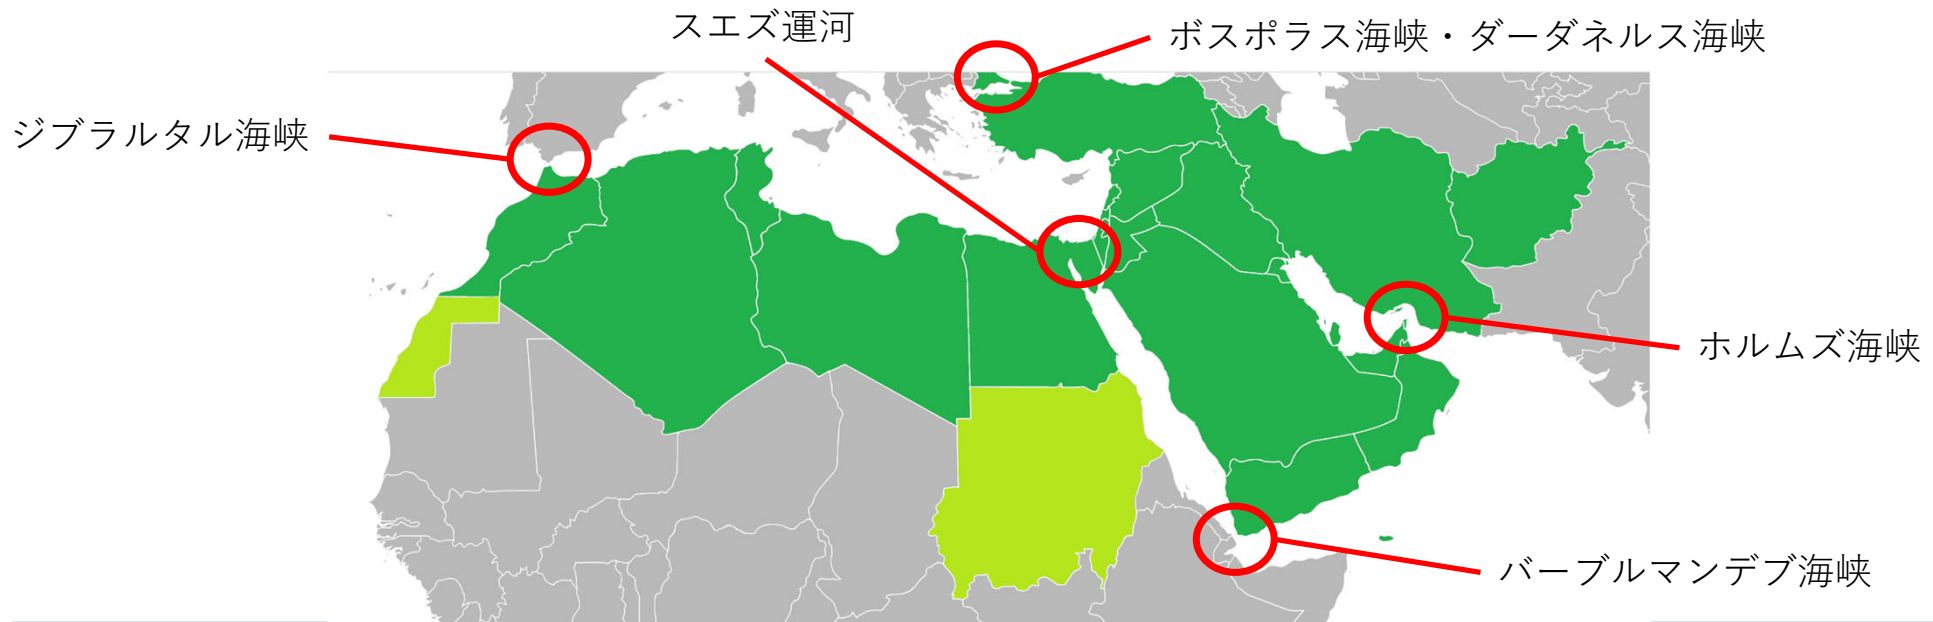 スエズ運河
ボスポラス海峡・ダーダネルス海峡
ジブラルタル海峡
ホルムズ海峡
バーブルマンデブ海峡